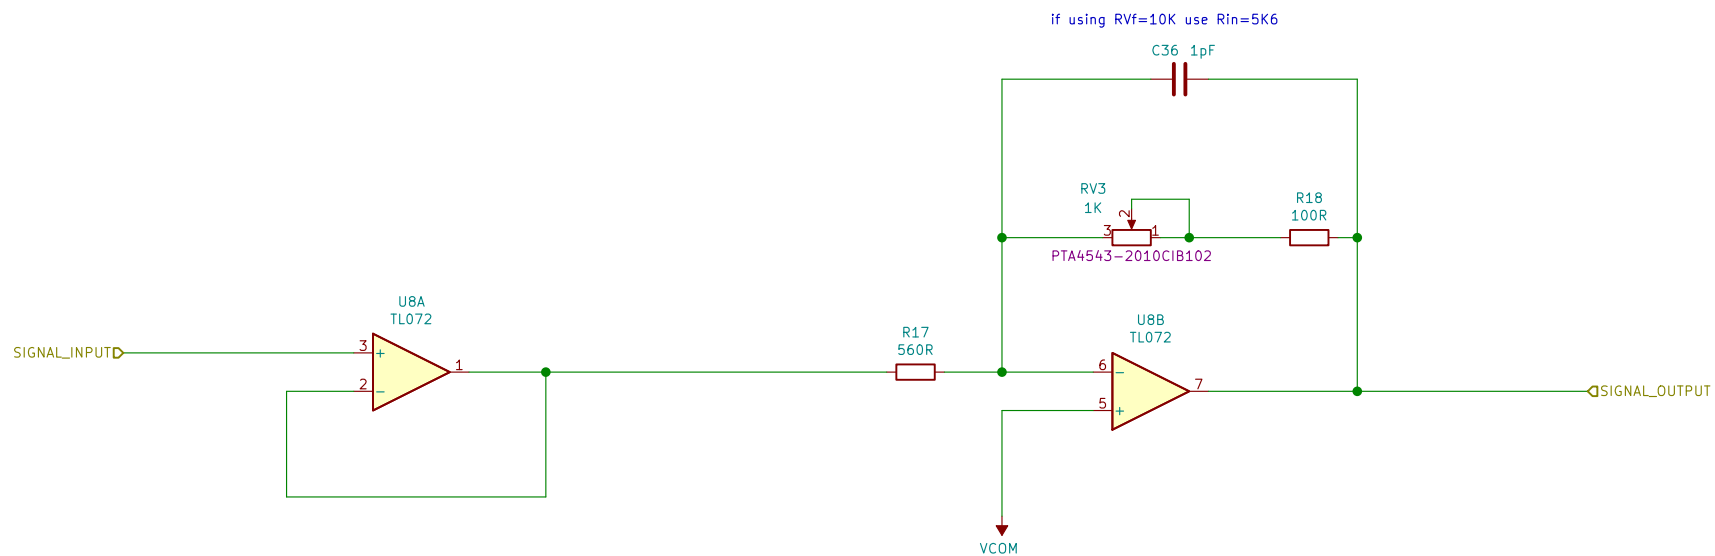 if using RVf=10K use Rin=5K6
C36 1pF
RV3
1K
2
3
1
PTA4543-2010CIB102
R18
100R
U8A
TL072
SIGNAL_INPUT
3
+
2
−
1
R17
560R
U8B
TL072
6
−
5
+
7
SIGNAL_OUTPUT
VCOM